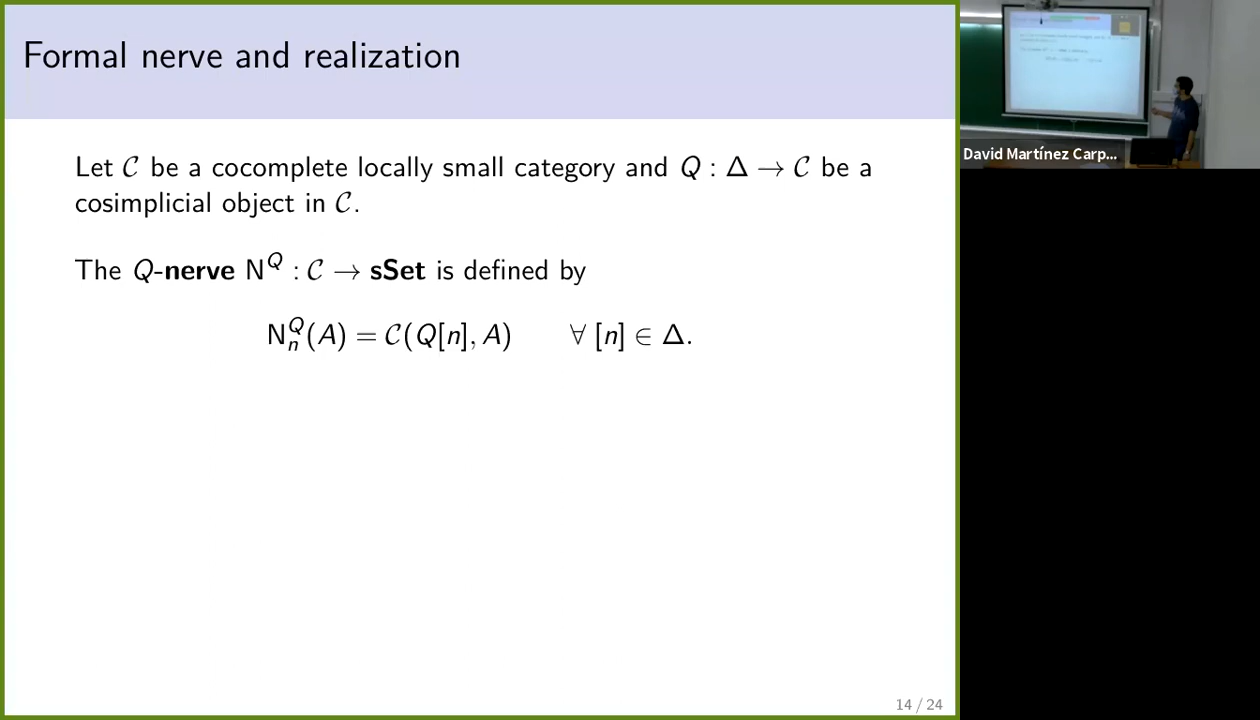 Formal nerve and realization
Let 𝒞 be a cocomplete locally small category and Q : Δ → 𝒞 be a
cosimplicial object in 𝒞.
The Q-nerve N^Q : 𝒞 → sSet is defined by
N_n^Q(A) = 𝒞(Q[n], A)  ∀ [n] ∈ Δ.
14 / 24
David Martínez Carp...